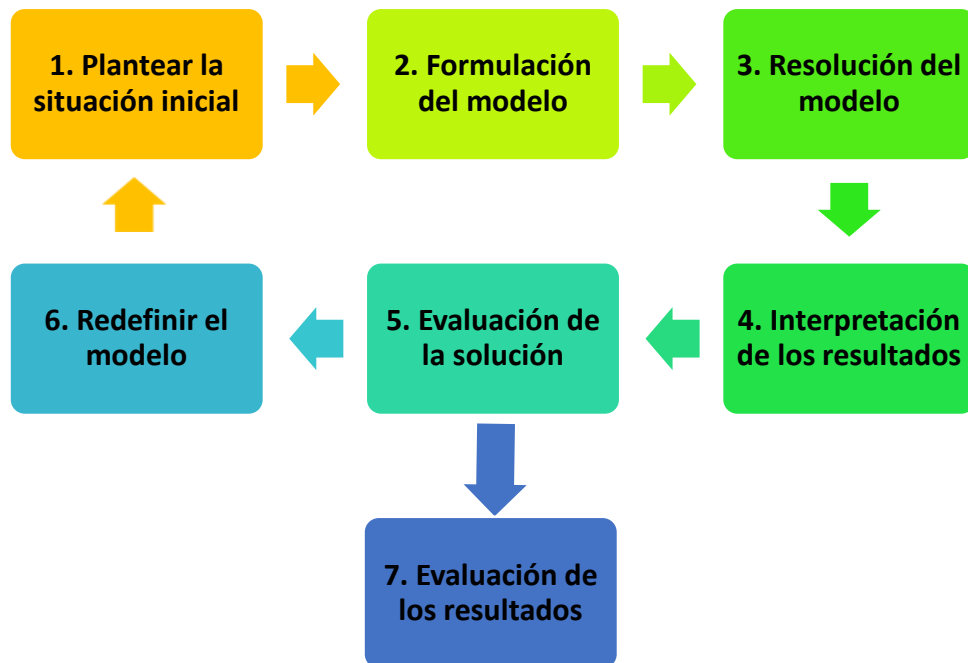 1. Plantear la
situación inicial
2. Formulación
del modelo
3. Resolución del
modelo
4. Interpretación
de los resultados
5. Evaluación de
la solución
6. Redefinir el
modelo
7. Evaluación de
los resultados